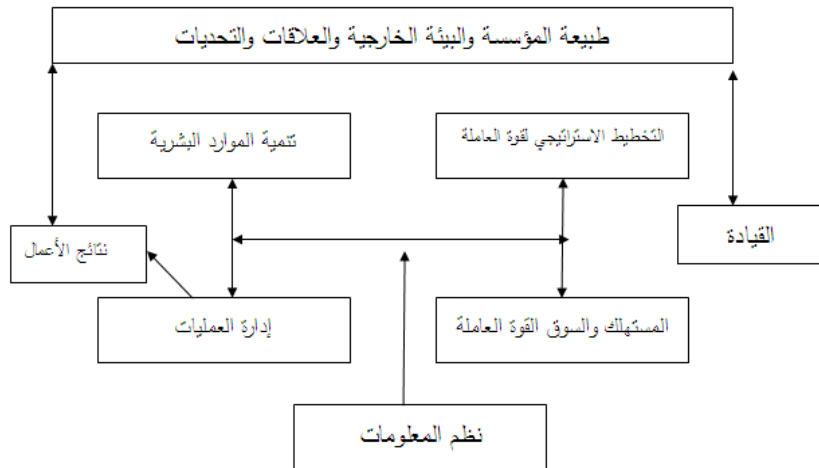 طبيعة المؤسسة والبيئة الخارجية والعلاقات والتحديات
التخطيط الاستراتيجي لقوة العاملة
تنمية الموارد البشرية
القيادة
نتائج الأعمال
المستهلك والسوق القوة العاملة
إدارة العمليات
نظم المعلومات